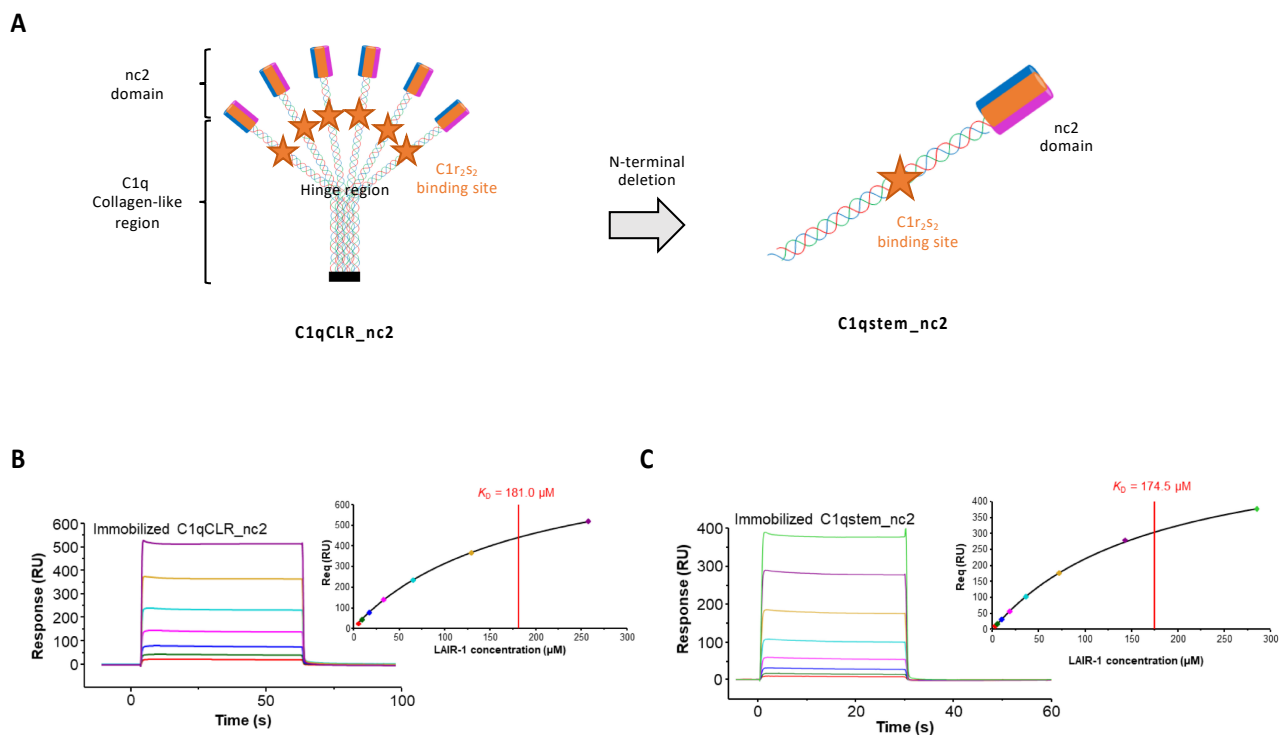 A
nc2
domain
C1q
Collagen-like
region
Hinge region
C1r₂s₂
binding site
C1qCLR_nc2
N-terminal
deletion
nc2
domain
C1r₂s₂
binding site
C1qstem_nc2
B
Immobilized C1qCLR_nc2
Response (RU)
600
500
400
300
200
100
0
0
50
100
Time (s)
K_D = 181.0 µM
Req (RU)
600
500
400
300
200
100
0
0
50
100
150
200
250
300
LAIR-1 concentration (µM)
C
Immobilized C1qstem_nc2
Response (RU)
400
300
200
100
0
0
20
40
60
Time (s)
K_D = 174.5 µM
Req (RU)
400
350
300
250
200
150
100
50
0
0
50
100
150
200
250
300
LAIR-1 concentration (µM)